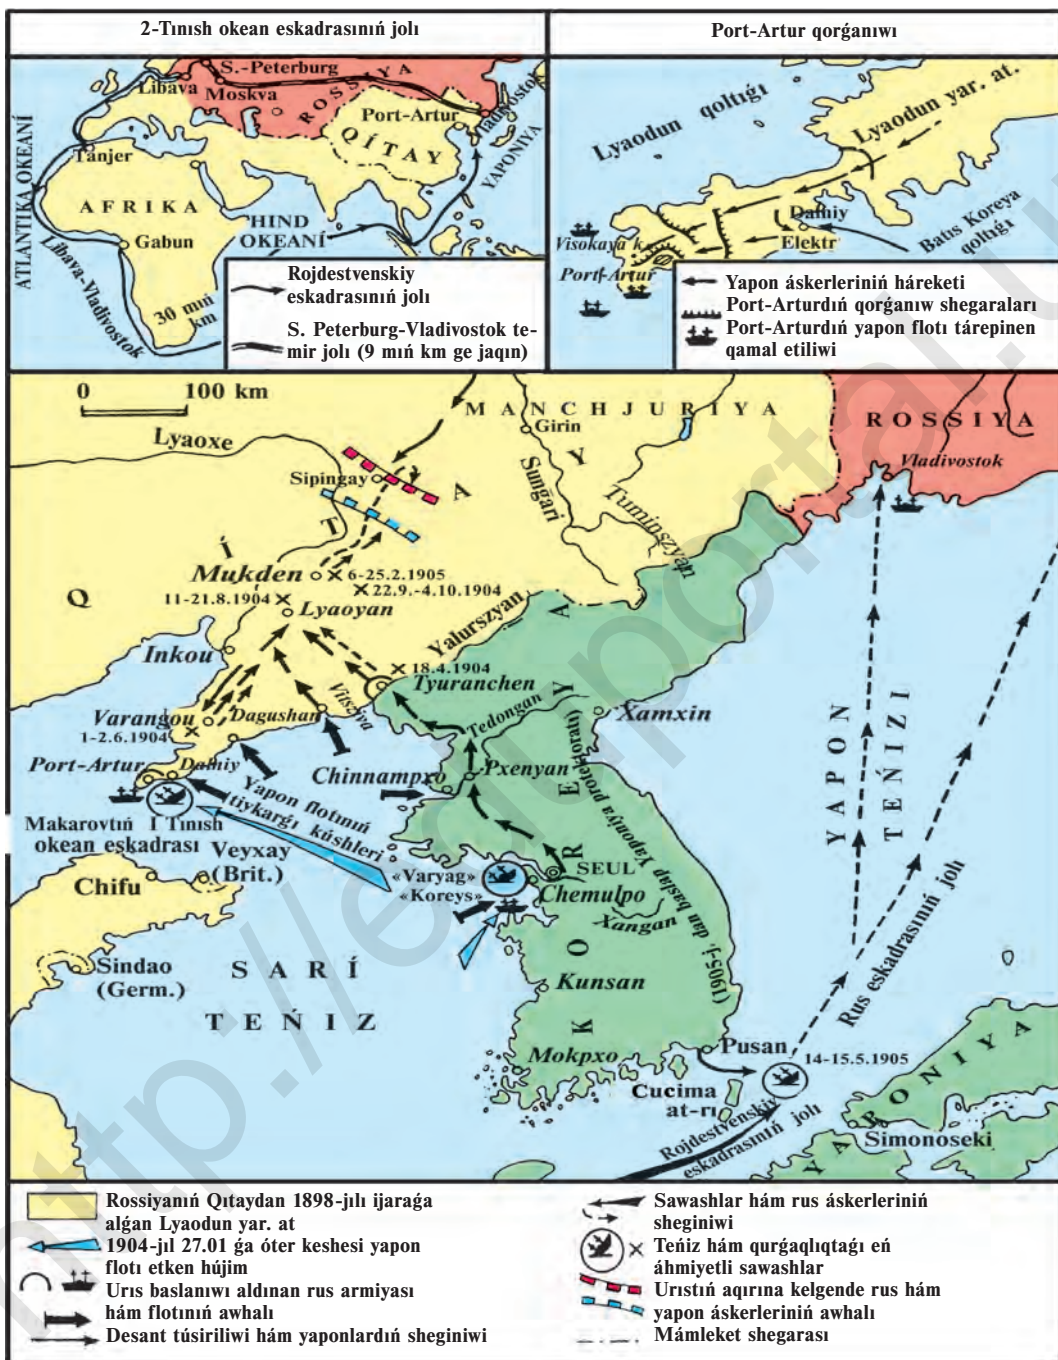 2-Tınısh okean eskadrasınıń jolı
Port-Artur qorǵanıwı
S.-Peterburg
Libava
Moskva
ROSSIYA
Port-Artur
Vladivostok
QÍTAY
YAPONIYA
Tanjer
ATLANTIKA OKEANÍ
AFRIKA
HIND
OKEANÍ
Gabun
Libava-Vladivostok
30 mıń
km
Rojdestvenskiy
eskadrasınıń jolı
S. Peterburg-Vladivostok te-
mir jolı (9 mıń km ge jaqın)
Lyaodun qoltıǵı
Lyaodun yar. at.
Dalniy
Elektr
Batıs Koreya
qoltıǵı
Visokaya k.
Port-Artur
Yapon áskerleriniń háreketi
Port-Arturdıń qorǵanıw shegaraları
Port-Arturdıń yapon flotı tárepinen
qamal etiliwi
0 100 km
MANCHJURIYA
Girin
Lyaoxe
ROSSIYA
Vladivostok
Sipingay
Sungari
Tuminszyan
QÍTAY
Mukden
6-25.2.1905
22.9.-4.10.1904
11-21.8.1904
Lyaoyan
Yalurszyan
Inkou
18.4.1904
Tyuranchen
Vitszıva
Varangou
Dagushan
1-2.6.1904
Tedongan
Xamxin
Port-Artur
Dalniy
Chinnampxo
Pxenyan
Yapon flotınıń
tiykarǵı kúshleri
Makarovtıń I Tınısh
okean eskadrası
Veyxay
(Brit.)
Chifu
«Varyag»
«Koreys»
SEUL
Chemulpo
Xangan
KOREYA
(1905-j. dan baslap Yaponiya protektoratı)
YAPON
TEŃIZI
Rus eskadrasınıń jolı
Sindao
(Germ.)
SARÍ
TEŃIZ
Kunsan
Mokpxo
Pusan
14-15.5.1905
Cucima
at-rı
Rojdestvenskiy
eskadrasınıń jolı
YAPONIYA
Simonoseki
Rossiyanıń Qıtaydan 1898-jılı ijaraǵa
alǵan Lyaodun yar. at
1904-jıl 27.01 ǵa óter keshesi yapon
flotı etken hújim
Urıs baslanıwı aldınan rus armiyası
hám flotınıń awhalı
Desant túsiriliwi hám yaponlardıń sheginiwi
Sawashlar hám rus áskerleriniń
sheginiwi
Teńiz hám qurǵaqlıqtaǵı eń
áhmiyetli sawashlar
Urıstıń aqırına kelgende rus hám
yapon áskerleriniń awhalı
Mámleket shegarası